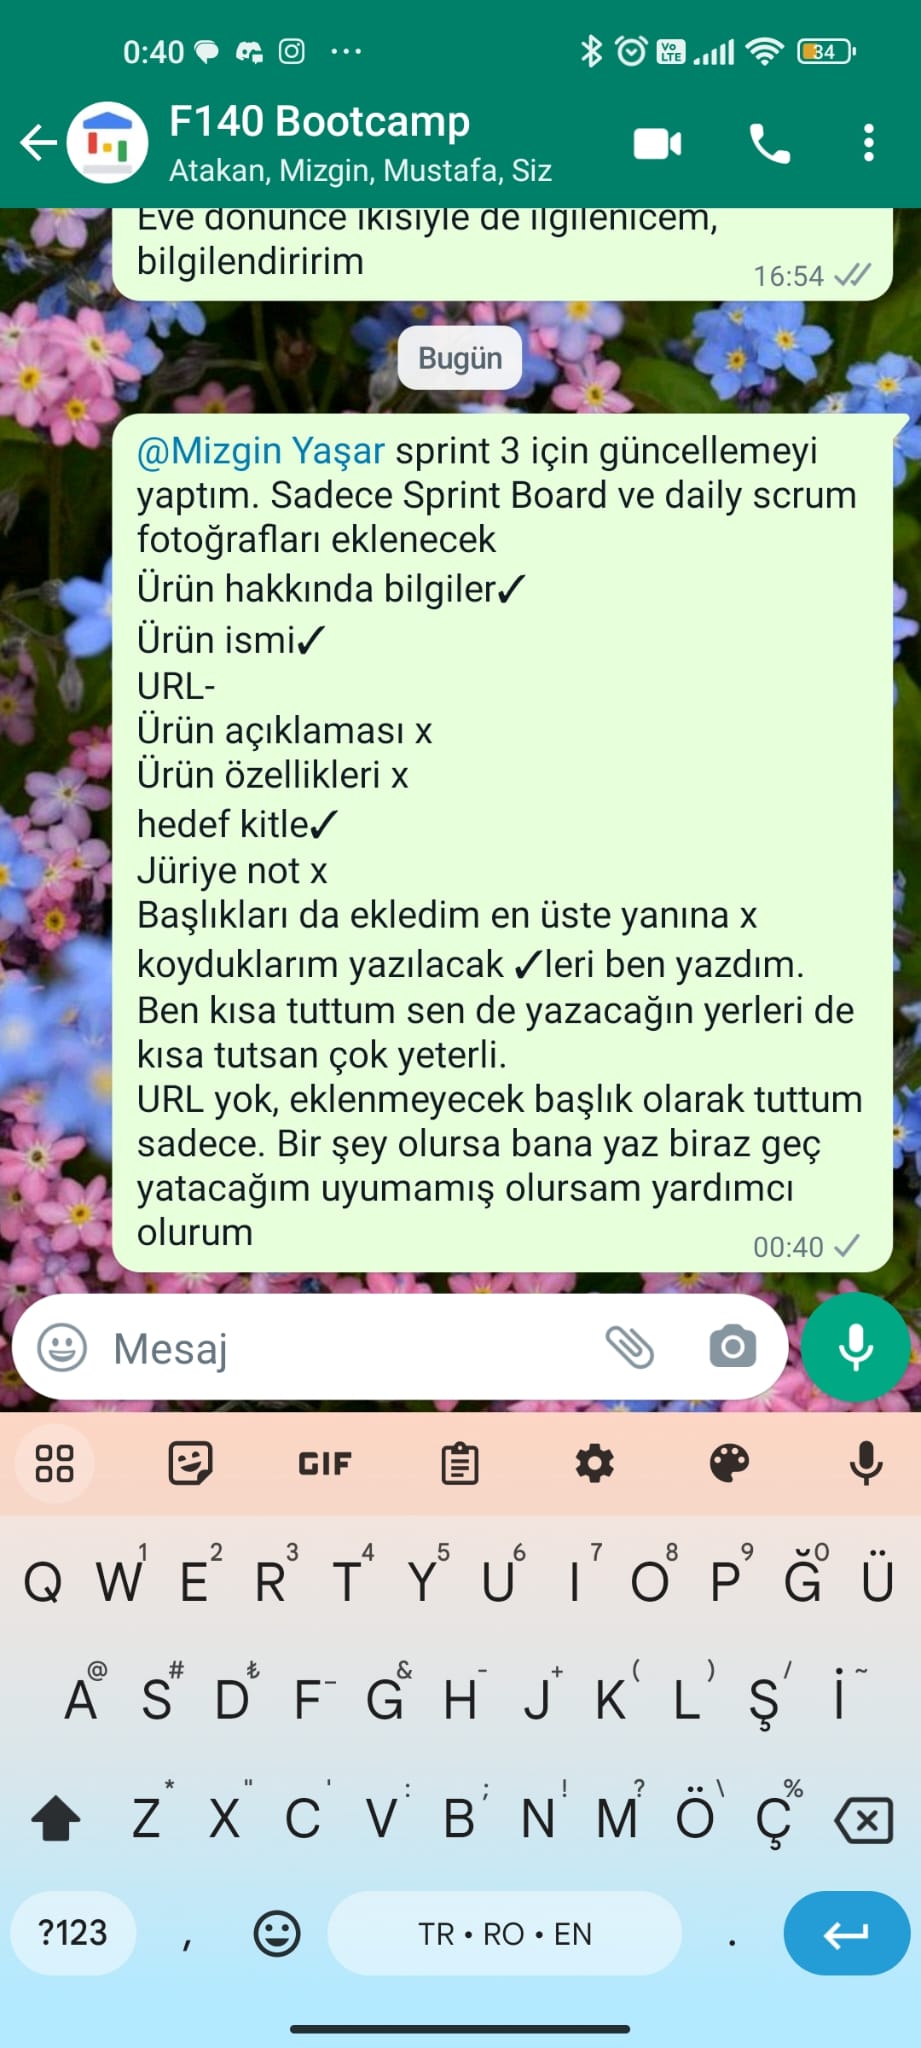 0:40
Vo
LTE
34
F140 Bootcamp
Atakan, Mizgin, Mustafa, Siz
Eve dönünce ikisiyle de ilgilenicem,
bilgilendiririm
16:54
Bugün
@Mizgin Yaşar sprint 3 için güncellemeyi
yaptım. Sadece Sprint Board ve daily scrum
fotoğrafları eklenecek
Ürün hakkında bilgiler✓
Ürün ismi✓
URL-
Ürün açıklaması x
Ürün özellikleri x
hedef kitle✓
Jüriye not x
Başlıkları da ekledim en üste yanına x
koyduklarım yazılacak ✓leri ben yazdım.
Ben kısa tuttum sen de yazacağın yerleri de
kısa tutsan çok yeterli.
URL yok, eklenmeyecek başlık olarak tuttum
sadece. Bir şey olursa bana yaz biraz geç
yatacağım uyumamış olursam yardımcı
olurum
00:40
Mesaj
GIF
1 2 3 4 5 6 7 8 9 0
Q W E R T Y U I O P Ğ Ü
@ # ₺ _ & - + ( ) / ~
A S D F G H J K L Ş İ
* " ' : ; ! ? \ %
Z X C V B N M Ö Ç
?123 , TR • RO • EN .